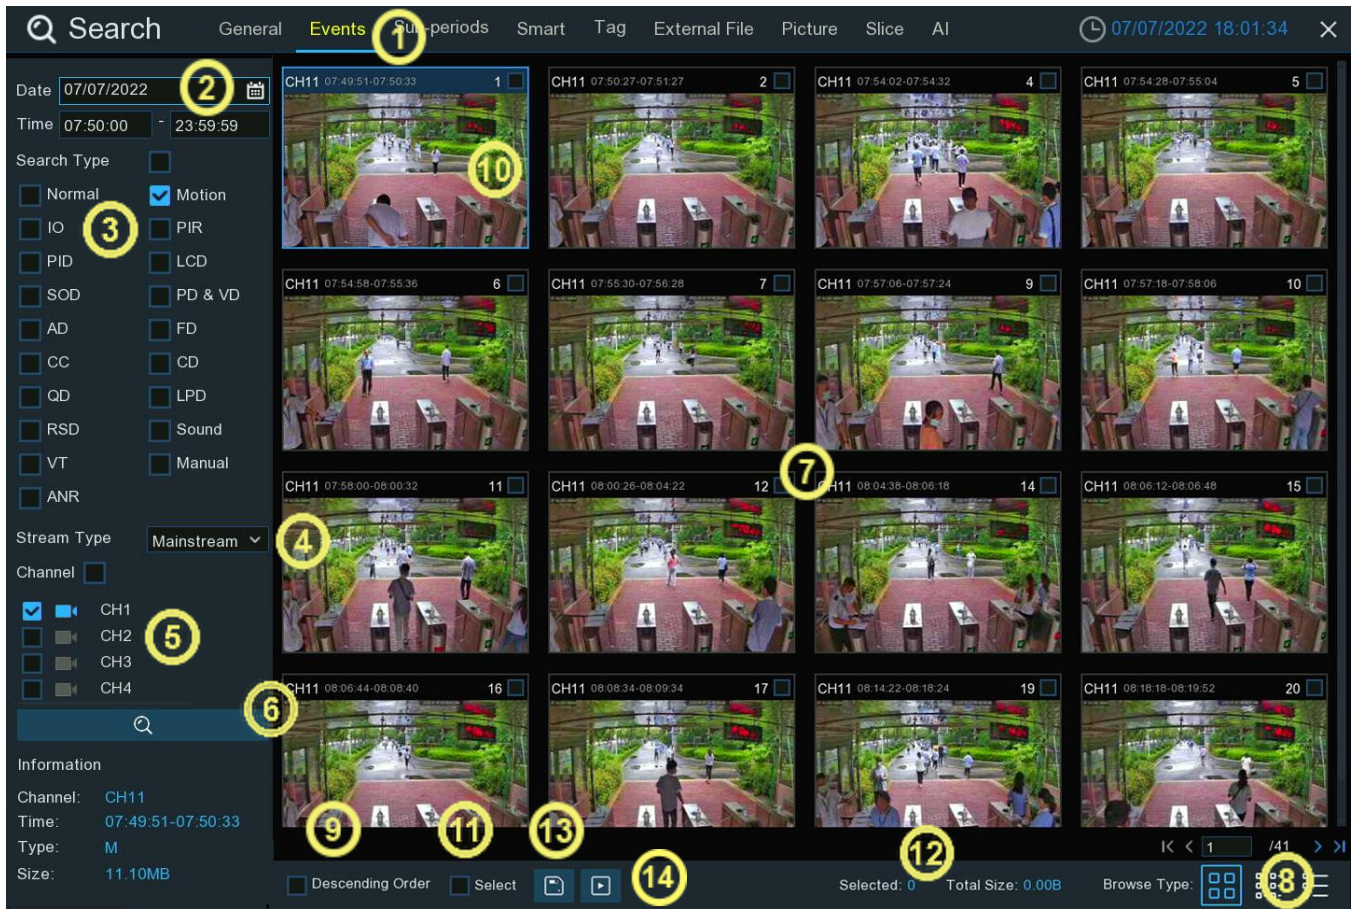 Search General Events Sub-periods Smart Tag External File Picture Slice AI 07/07/2022 18:01:34
1
Date 07/07/2022
2
Time 07:50:00 - 23:59:59
Search Type
Normal Motion
IO PIR
3
PID LCD
SOD PD & VD
AD FD
CC CD
QD LPD
RSD Sound
VT Manual
ANR
Stream Type Mainstream
4
Channel
CH1
CH2
5
CH3
CH4
6
Information
Channel: CH11
Time: 07:49:51-07:50:33
Type: M
Size: 11.10MB
CH11 07:49:51-07:50:33 1
CH11 07:50:27-07:51:27 2
CH11 07:54:02-07:54:32 4
CH11 07:54:28-07:55:04 5
10
CH11 07:54:58-07:55:36 6
CH11 07:55:30-07:56:28 7
CH11 07:57:06-07:57:24 9
CH11 07:57:18-07:58:06 10
7
CH11 07:58:00-08:00:32 11
CH11 08:00:26-08:04:22 12
CH11 08:04:38-08:06:18 14
CH11 08:06:12-08:06:48 15
CH11 08:06:44-08:08:40 16
CH11 08:08:34-08:09:34 17
CH11 08:14:22-08:18:24 19
CH11 08:18:18-08:19:52 20
9
11
13
12
1 /41
Descending Order Select
14
Selected: 0 Total Size: 0.00B Browse Type:
8